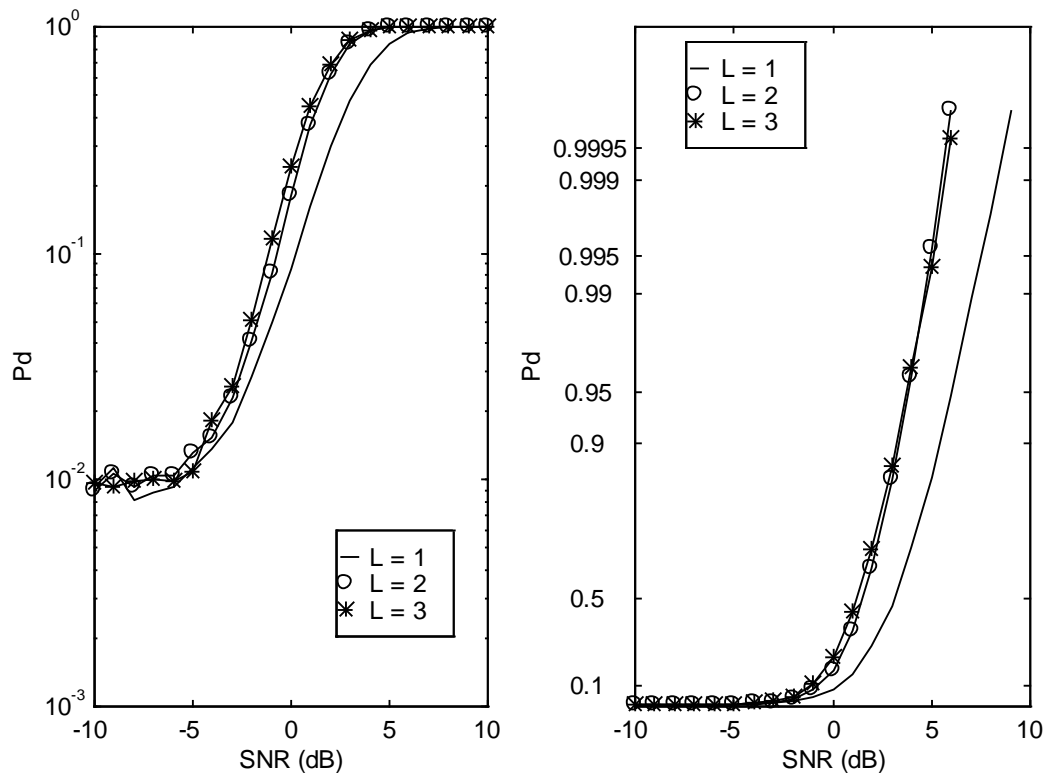 10^0
10^-1
10^-2
10^-3
Pd
-10 -5 0 5 10
SNR (dB)
L = 1
L = 2
L = 3
L = 1
L = 2
L = 3
0.9995
0.999
0.995
0.99
0.95
0.9
0.5
0.1
Pd
-10 -5 0 5 10
SNR (dB)